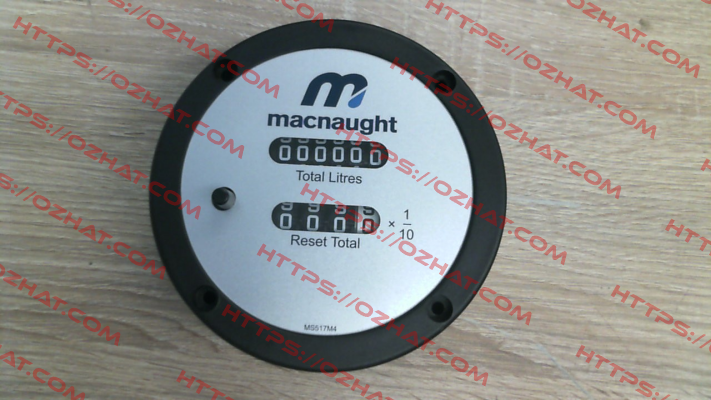 macnaught
000000
Total Litres
0000 × 1/10
Reset Total
MS517M4
HTTPS://OZHAT.COM